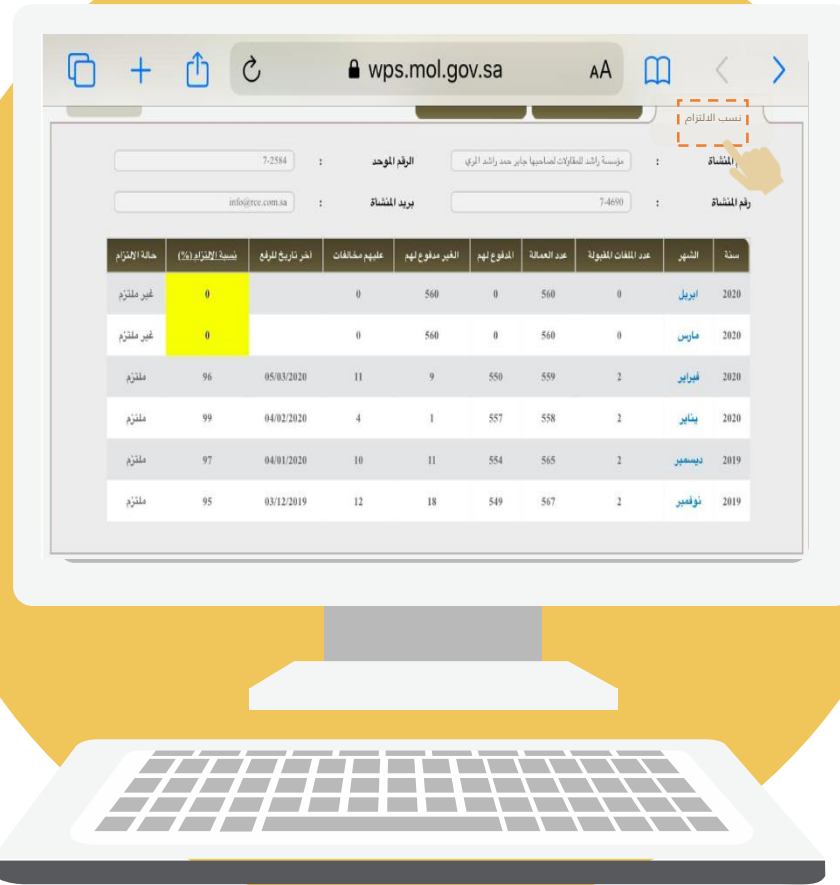 wps.mol.gov.sa AA
نسب الالتزام
المنشاة : مؤسسة راشد للمقاولات لصاحبها جابر حمد راشد المري الرقم الموحد : 7-2584
رقم المنشاة : 7-4690 بريد المنشاة : info@rce.com.sa
سنة الشهر عدد الملفات المقبولة عدد العمالة المدفوع لهم الغير مدفوع لهم عليهم مخالفات اخر تاريخ للرفع نسبة الالتزام (%) حالة الالتزام
2020 ابريل 0 560 0 560 0 0 غير ملتزم
2020 مارس 0 560 0 560 0 0 غير ملتزم
2020 فبراير 2 559 550 9 11 05/03/2020 96 ملتزم
2020 يناير 2 558 557 1 4 04/02/2020 99 ملتزم
2019 ديسمبر 2 565 554 11 10 04/01/2020 97 ملتزم
2019 نوفمبر 2 567 549 18 12 03/12/2019 95 ملتزم